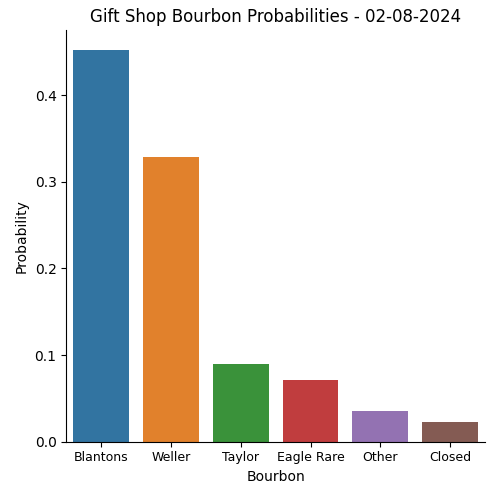 Gift Shop Bourbon Probabilities - 02-08-2024
Probability
0.4
0.3
0.2
0.1
0.0
Blantons Weller Taylor Eagle Rare Other Closed
Bourbon